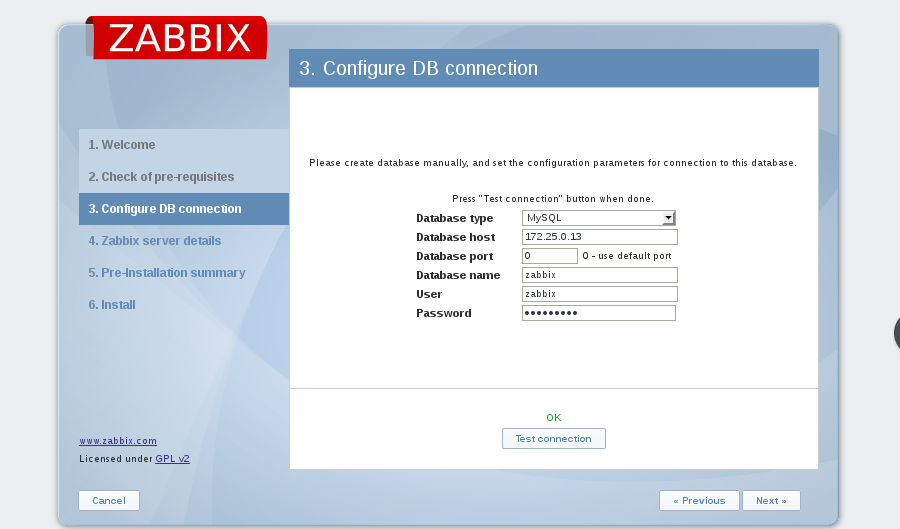 ZABBIX
3. Configure DB connection
1. Welcome
2. Check of pre-requisites
3. Configure DB connection
4. Zabbix server details
5. Pre-Installation summary
6. Install
Please create database manually, and set the configuration parameters for connection to this database.
Press "Test connection" button when done.
Database type MySQL
Database host 172.25.0.13
Database port 0 0 - use default port
Database name zabbix
User zabbix
Password •••••••••
OK
Test connection
www.zabbix.com
Licensed under GPL v2
Cancel « Previous Next »